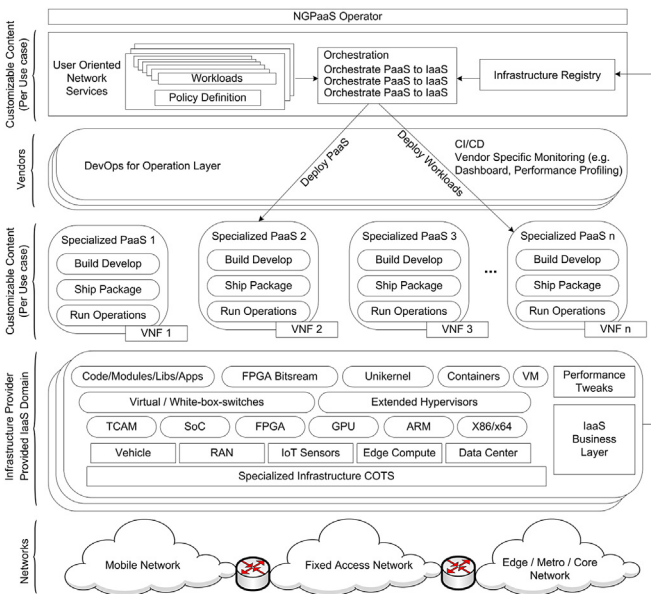 NGPaaS Operator
Customizable Content
(Per Use case)
User Oriented
Network
Services
Workloads
Policy Definition
Orchestration
Orchestrate PaaS to IaaS
Orchestrate PaaS to IaaS
Orchestrate PaaS to IaaS
Infrastructure Registry
Vendors
DevOps for Operation Layer
Deploy PaaS
Deploy Workloads
CI/CD
Vendor Specific Monitoring (e.g.
Dashboard, Performance Profiling)
Customizable Content
(Per Use case)
Specialized PaaS 1
Build Develop
Ship Package
Run Operations
VNF 1
Specialized PaaS 2
Build Develop
Ship Package
Run Operations
VNF 2
Specialized PaaS 3
Build Develop
Ship Package
Run Operations
VNF 3
...
Specialized PaaS n
Build Develop
Ship Package
Run Operations
VNF n
Infrastructure Provider
Provided IaaS Domain
Code/Modules/Libs/Apps
FPGA Bitsream
Unikernel
Containers
VM
Virtual / White-box-switches
Extended Hypervisors
TCAM
SoC
FPGA
GPU
ARM
X86/x64
Vehicle
RAN
IoT Sensors
Edge Compute
Data Center
Specialized Infrastructure COTS
Performance
Tweaks
IaaS
Business
Layer
Networks
Mobile Network
Fixed Access Network
Edge / Metro / Core
Network